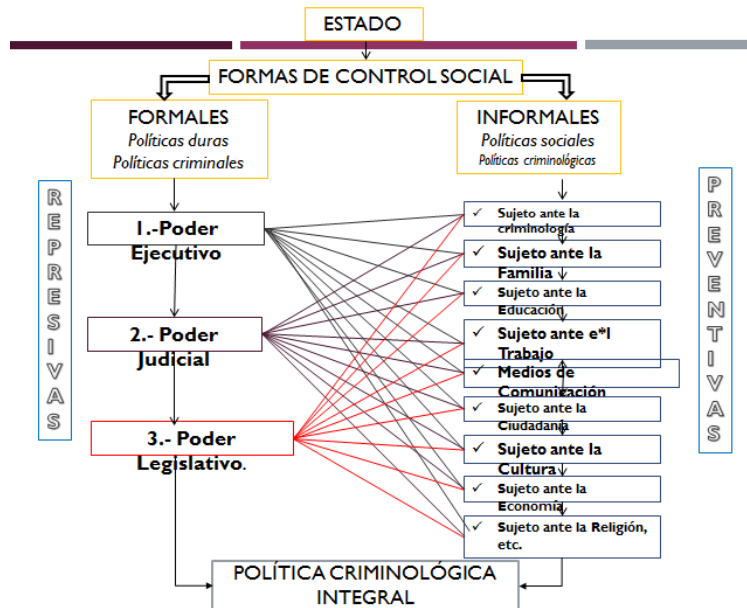 ESTADO
FORMAS DE CONTROL SOCIAL
FORMALES
Políticas duras
Políticas criminales
INFORMALES
Políticas sociales
Políticas criminológicas
REPRESIVAS
1.-Poder
Ejecutivo
2.- Poder
Judicial
3.- Poder
Legislativo.
✓ Sujeto ante la
criminología
✓ Sujeto ante la
Familia
✓ Sujeto ante la
Educación
✓ Sujeto ante e*l
Trabajo
✓ Medios de
Comunicación
✓ Sujeto ante la
Ciudadanía
✓ Sujeto ante la
Cultura
✓ Sujeto ante la
Economía
✓ Sujeto ante la Religión,
etc.
PREVENTIVAS
POLÍTICA CRIMINOLÓGICA
INTEGRAL